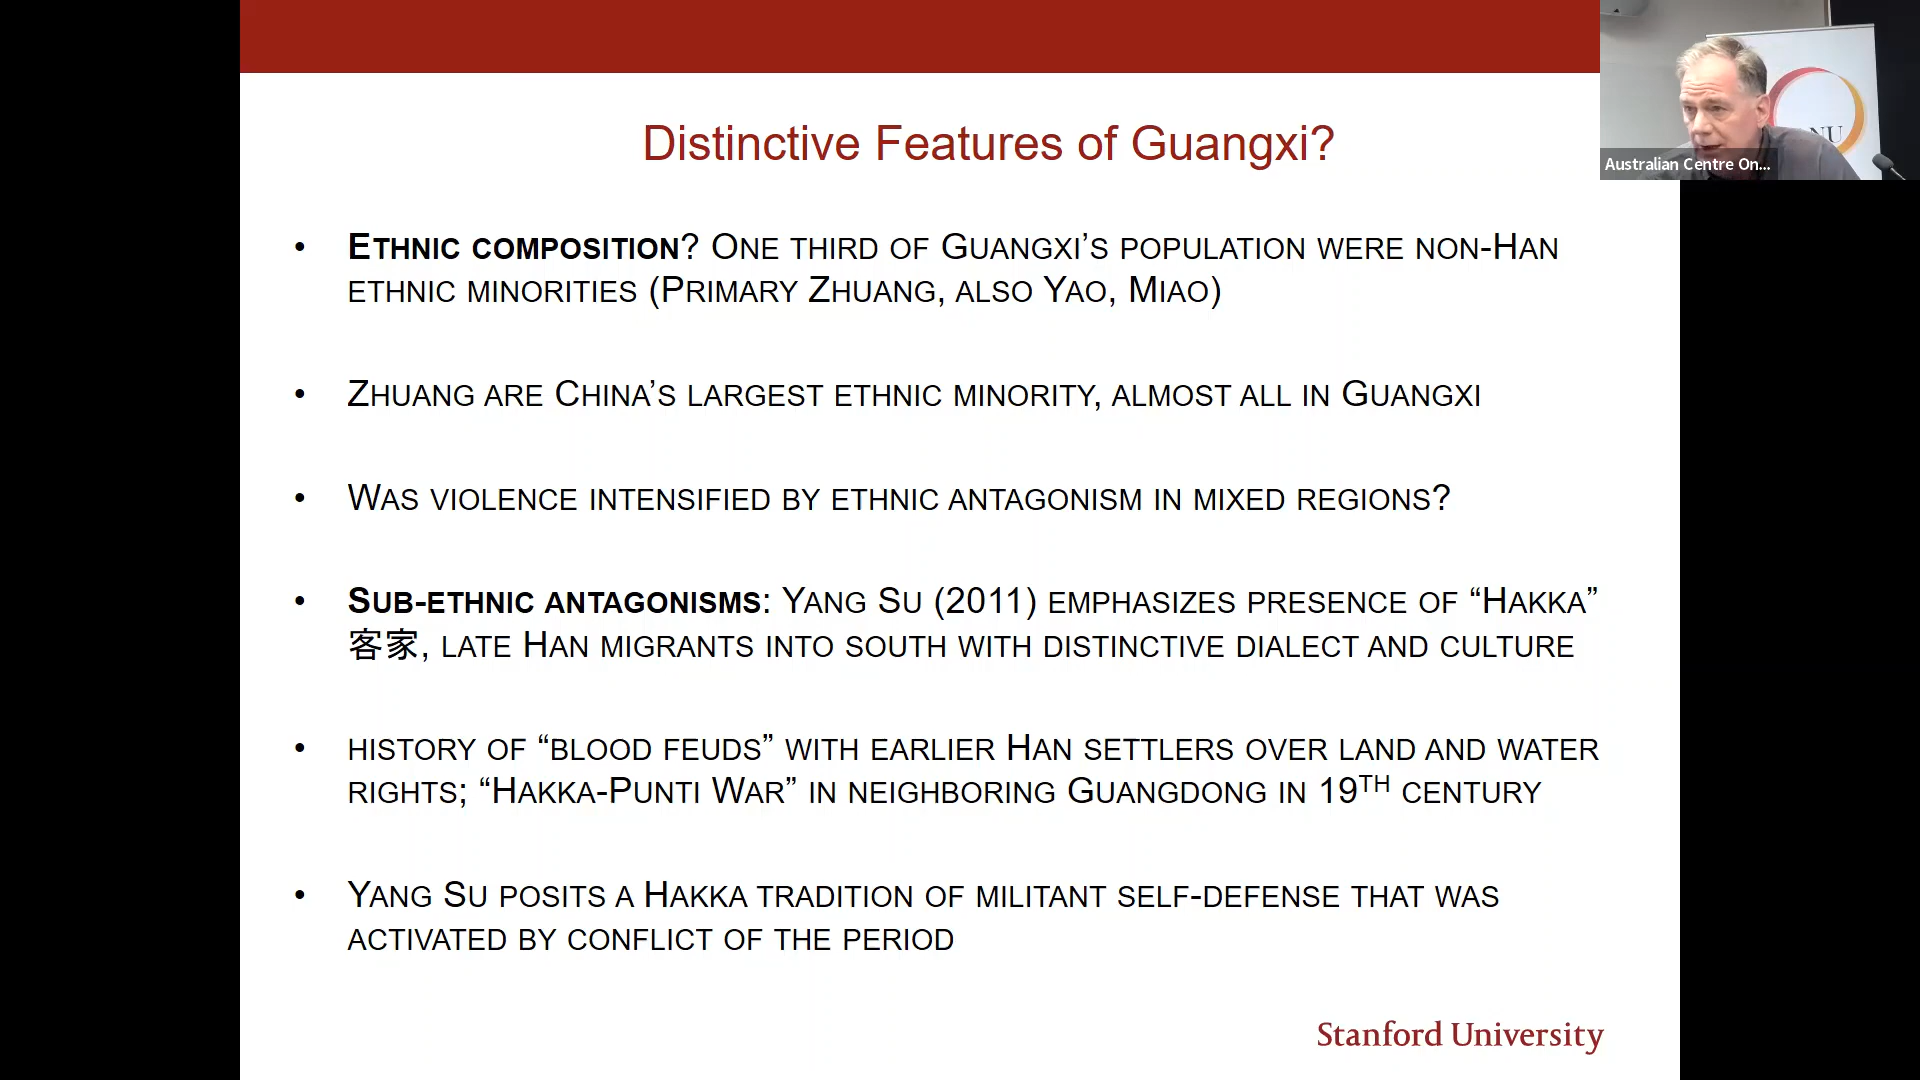 Distinctive Features of Guangxi?
Australian Centre On...
NU
• ETHNIC COMPOSITION? ONE THIRD OF GUANGXI’S POPULATION WERE NON-HAN
ETHNIC MINORITIES (PRIMARY ZHUANG, ALSO YAO, MIAO)
• ZHUANG ARE CHINA’S LARGEST ETHNIC MINORITY, ALMOST ALL IN GUANGXI
• WAS VIOLENCE INTENSIFIED BY ETHNIC ANTAGONISM IN MIXED REGIONS?
• SUB-ETHNIC ANTAGONISMS: YANG SU (2011) EMPHASIZES PRESENCE OF “HAKKA”
客家, LATE HAN MIGRANTS INTO SOUTH WITH DISTINCTIVE DIALECT AND CULTURE
• HISTORY OF “BLOOD FEUDS” WITH EARLIER HAN SETTLERS OVER LAND AND WATER
RIGHTS; “HAKKA-PUNTI WAR” IN NEIGHBORING GUANGDONG IN 19TH CENTURY
• YANG SU POSITS A HAKKA TRADITION OF MILITANT SELF-DEFENSE THAT WAS
ACTIVATED BY CONFLICT OF THE PERIOD
Stanford University